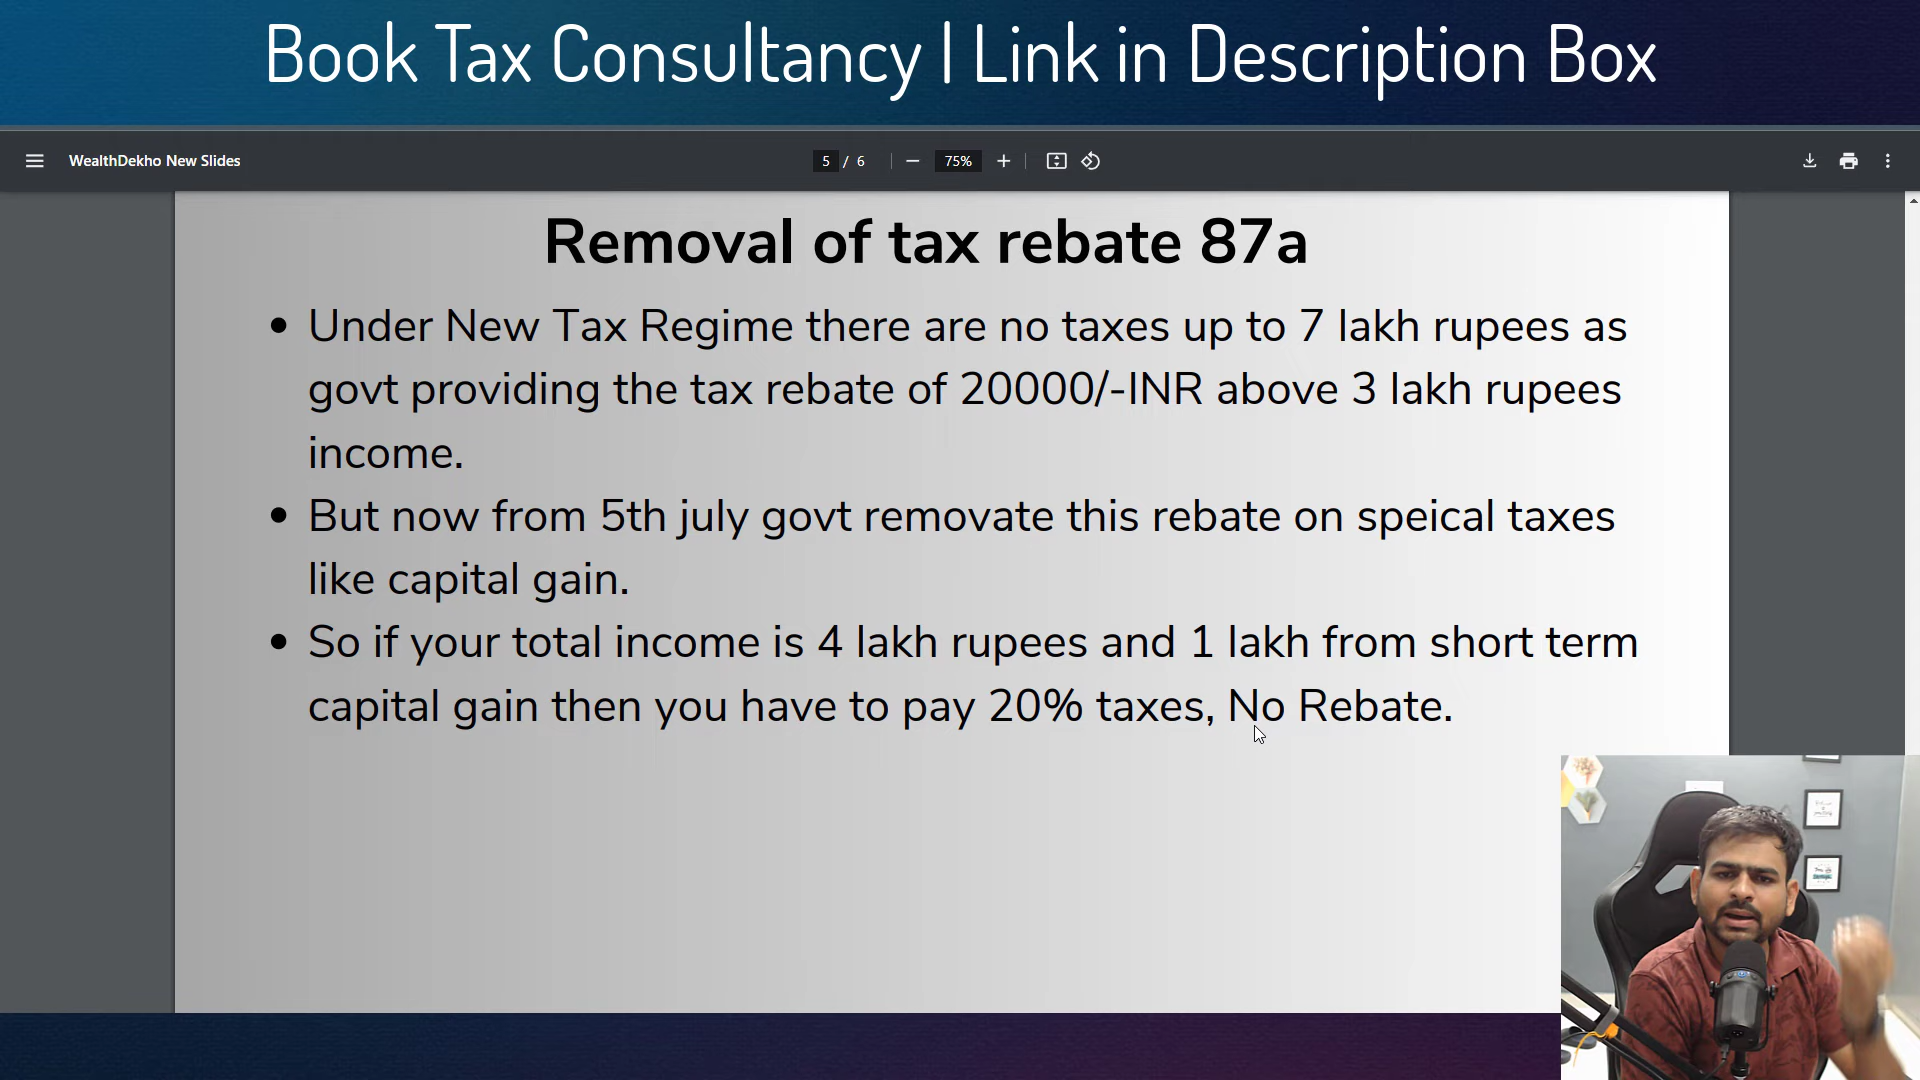 Book Tax Consultancy | Link in Description Box
WealthDekho New Slides
5 / 6
75%
Removal of tax rebate 87a
• Under New Tax Regime there are no taxes up to 7 lakh rupees as
govt providing the tax rebate of 20000/-INR above 3 lakh rupees
income.
• But now from 5th july govt removate this rebate on speical taxes
like capital gain.
• So if your total income is 4 lakh rupees and 1 lakh from short term
capital gain then you have to pay 20% taxes, No Rebate.